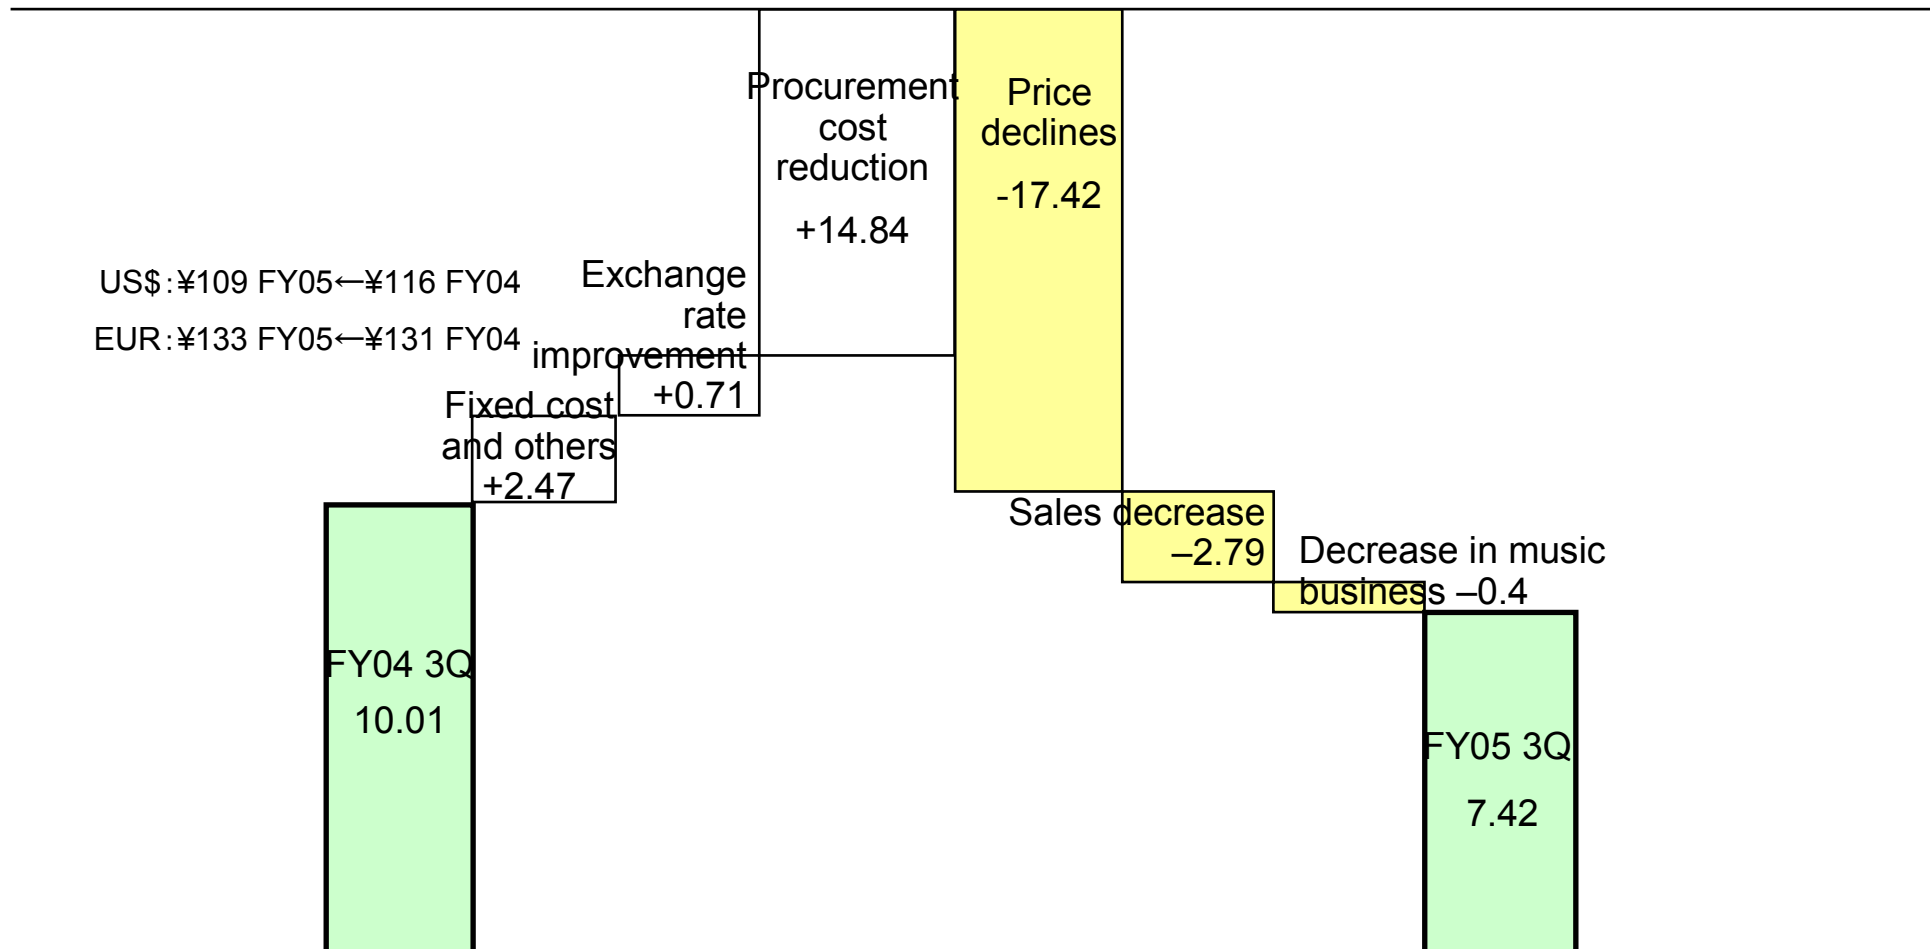 Procurement
cost
reduction
+14.84
Price
declines
-17.42
US$:¥109 FY05←¥116 FY04
EUR:¥133 FY05←¥131 FY04
Exchange
rate
improvement
+0.71
Fixed cost
and others
+2.47
Sales decrease
–2.79
Decrease in music
business –0.4
FY04 3Q
10.01
FY05 3Q
7.42